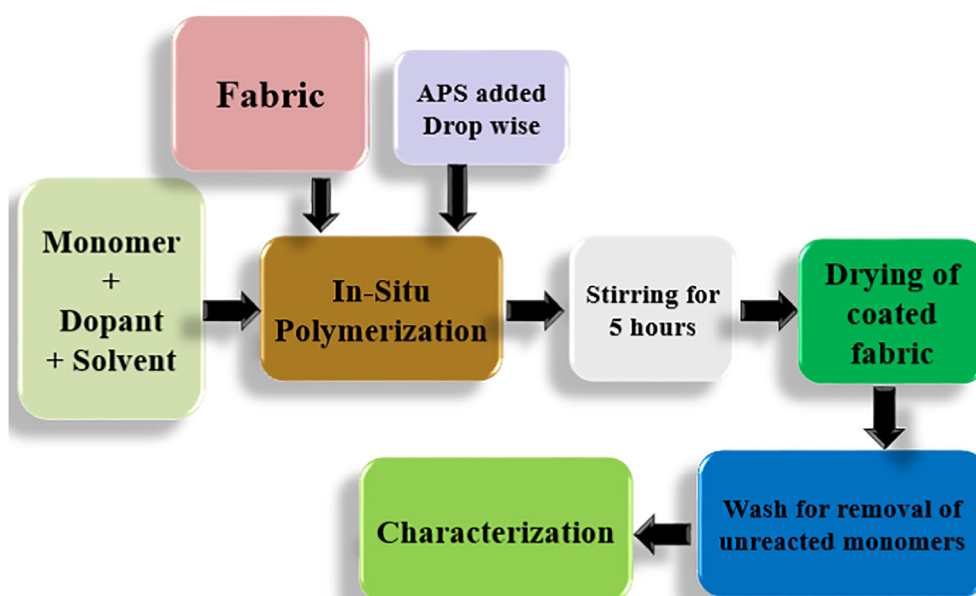 Fabric
APS added
Drop wise
Monomer
+
Dopant
+ Solvent
In-Situ
Polymerization
Stirring for
5 hours
Drying of
coated
fabric
Wash for removal of
unreacted monomers
Characterization